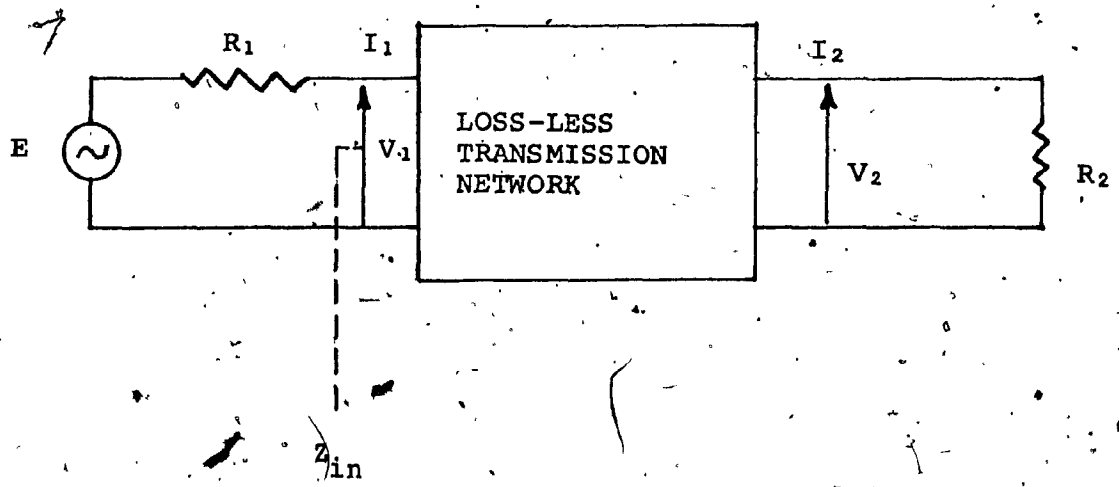 R1
I1
I2
E
V1
LOSS-LESS
TRANSMISSION
NETWORK
V2
R2
Zin